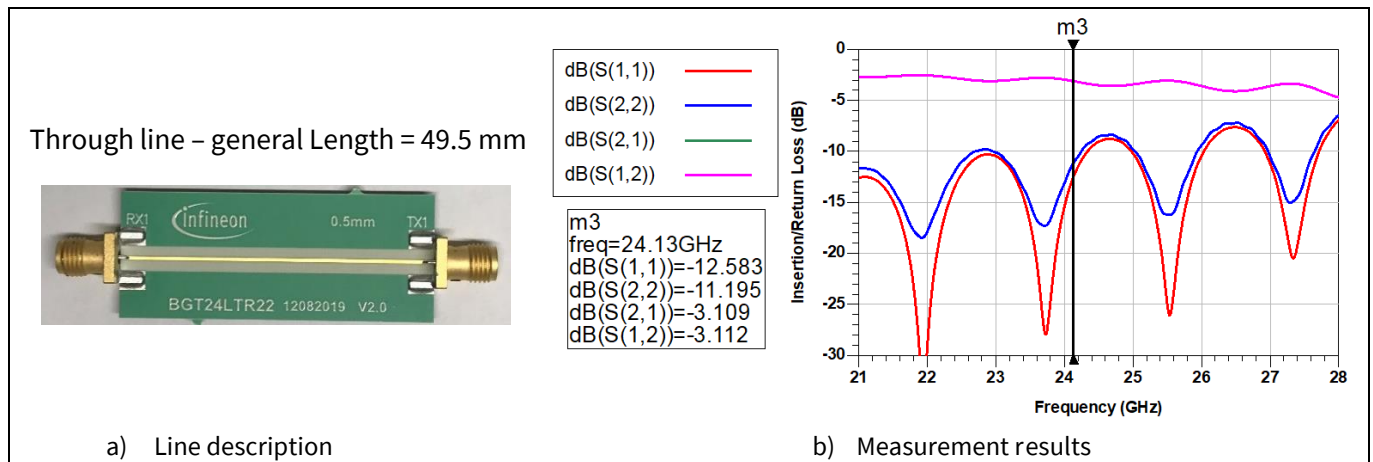 Through line – general Length = 49.5 mm
RX1
infineon
0.5mm
TX1
BGT24LTR22 12082019 V2.0
a) Line description
dB(S(1,1))
dB(S(2,2))
dB(S(2,1))
dB(S(1,2))
m3
freq=24.13GHz
dB(S(1,1))=-12.583
dB(S(2,2))=-11.195
dB(S(2,1))=-3.109
dB(S(1,2))=-3.112
m3
Insertion/Return Loss (dB)
0
-5
-10
-15
-20
-25
-30
21 22 23 24 25 26 27 28
Frequency (GHz)
b) Measurement results